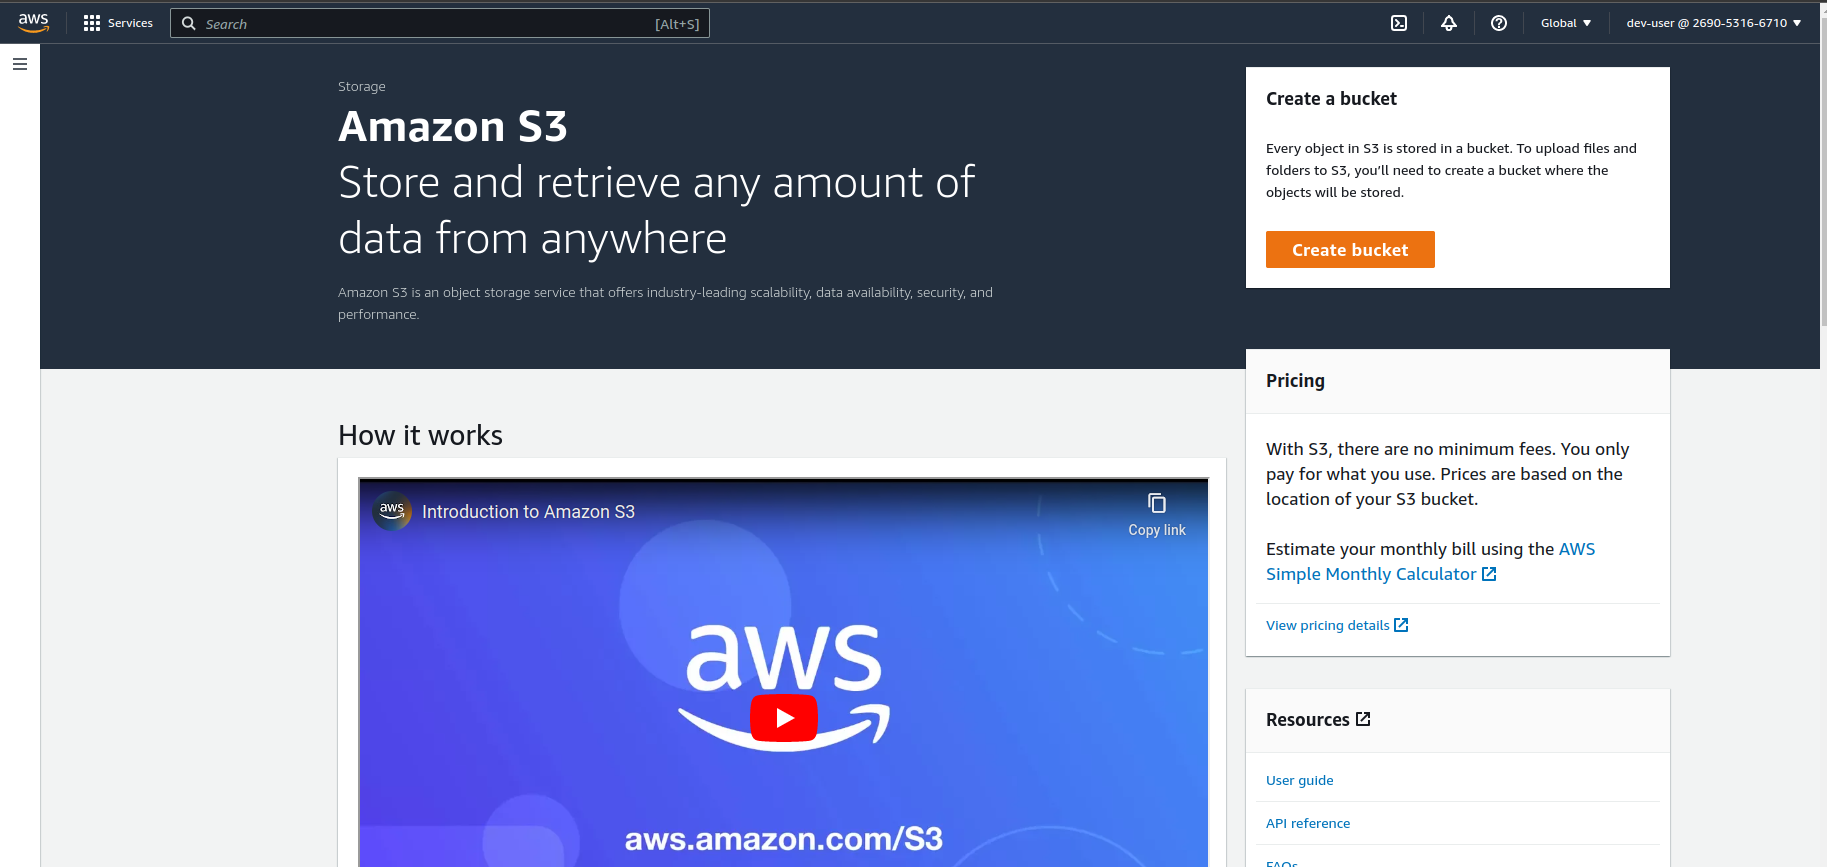 aws
Services
Search
[Alt+S]
Global
dev-user @ 2690-5316-6710
Storage
Amazon S3
Store and retrieve any amount of
data from anywhere
Amazon S3 is an object storage service that offers industry-leading scalability, data availability, security, and
performance.
Create a bucket
Every object in S3 is stored in a bucket. To upload files and
folders to S3, you’ll need to create a bucket where the
objects will be stored.
Create bucket
How it works
aws
Introduction to Amazon S3
Copy link
aws
aws.amazon.com/S3
Pricing
With S3, there are no minimum fees. You only
pay for what you use. Prices are based on the
location of your S3 bucket.
Estimate your monthly bill using the AWS
Simple Monthly Calculator
View pricing details
Resources
User guide
API reference
FAQs